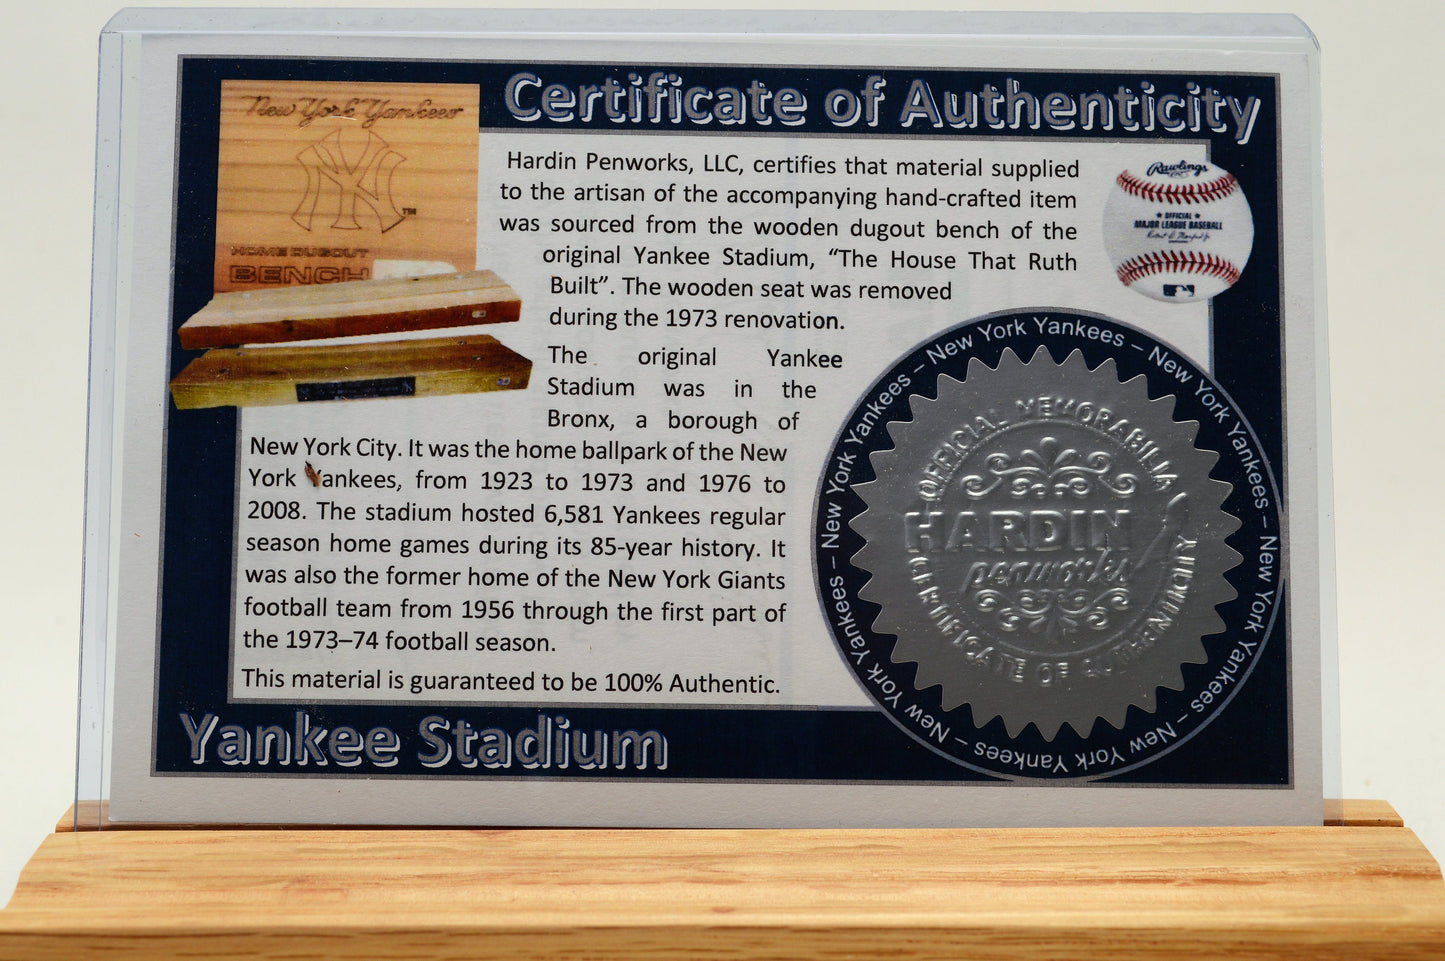 Certificate of Authenticity
New York Yankees
NY
TM
HOME DUGOUT
BENCH
Hardin Penworks, LLC, certifies that material supplied
to the artisan of the accompanying hand-crafted item
was sourced from the wooden dugout bench of the
original Yankee Stadium, “The House That Ruth
Built”. The wooden seat was removed
during the 1973 renovation.
The original Yankee
Stadium was in the
Bronx, a borough of
New York City. It was the home ballpark of the New
York Yankees, from 1923 to 1973 and 1976 to
2008. The stadium hosted 6,581 Yankees regular
season home games during its 85-year history. It
was also the former home of the New York Giants
football team from 1956 through the first part of
the 1973–74 football season.
This material is guaranteed to be 100% Authentic.
Rawlings
★ OFFICIAL ★
MAJOR LEAGUE BASEBALL
New York Yankees – New York Yankees – New York Yankees – New York Yankees – New York Yankees – New York Yankees –
OFFICIAL MEMORABILIA
HARDIN
penworks
CERTIFICATE OF AUTHENTICITY
Yankee Stadium